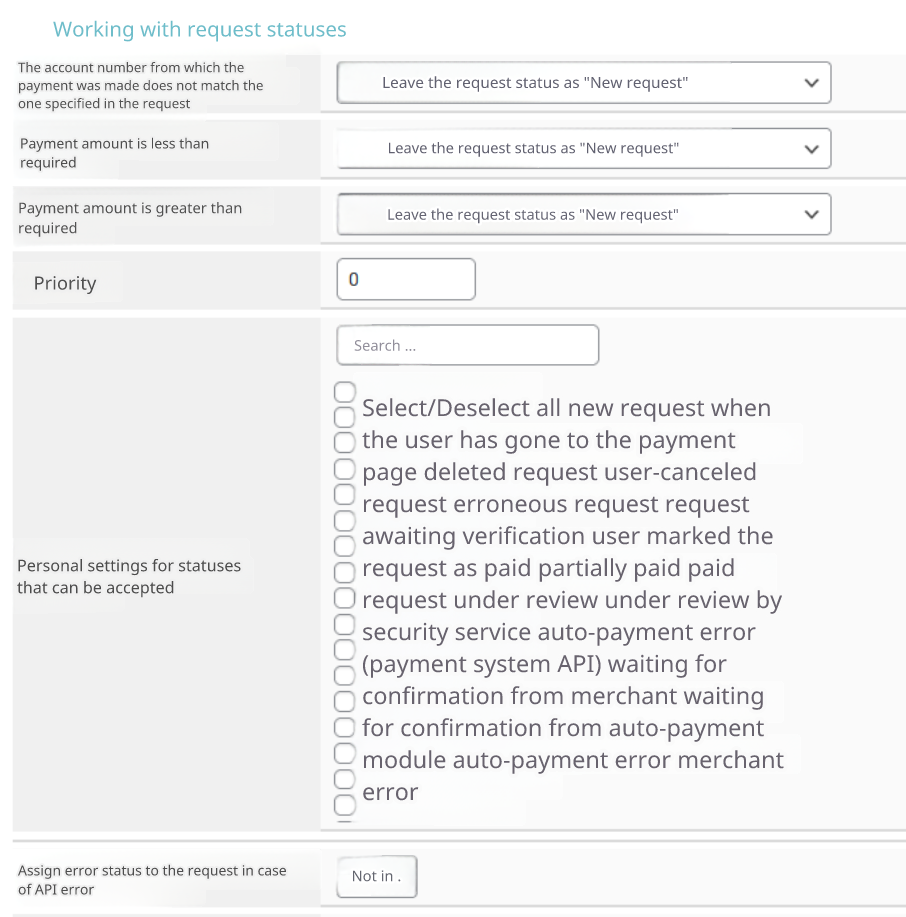 Working with request statuses
The account number from which the
payment was made does not match the
one specified in the request
Leave the request status as "New request"
Payment amount is less than
required
Leave the request status as "New request"
Payment amount is greater than
required
Leave the request status as "New request"
Priority
0
Search ...
Personal settings for statuses
that can be accepted
Select/Deselect all new request when
the user has gone to the payment
page deleted request user-canceled
request erroneous request request
awaiting verification user marked the
request as paid partially paid paid
request under review under review by
security service auto-payment error
(payment system API) waiting for
confirmation from merchant waiting
for confirmation from auto-payment
module auto-payment error merchant
error
Assign error status to the request in case
of API error
Not in .